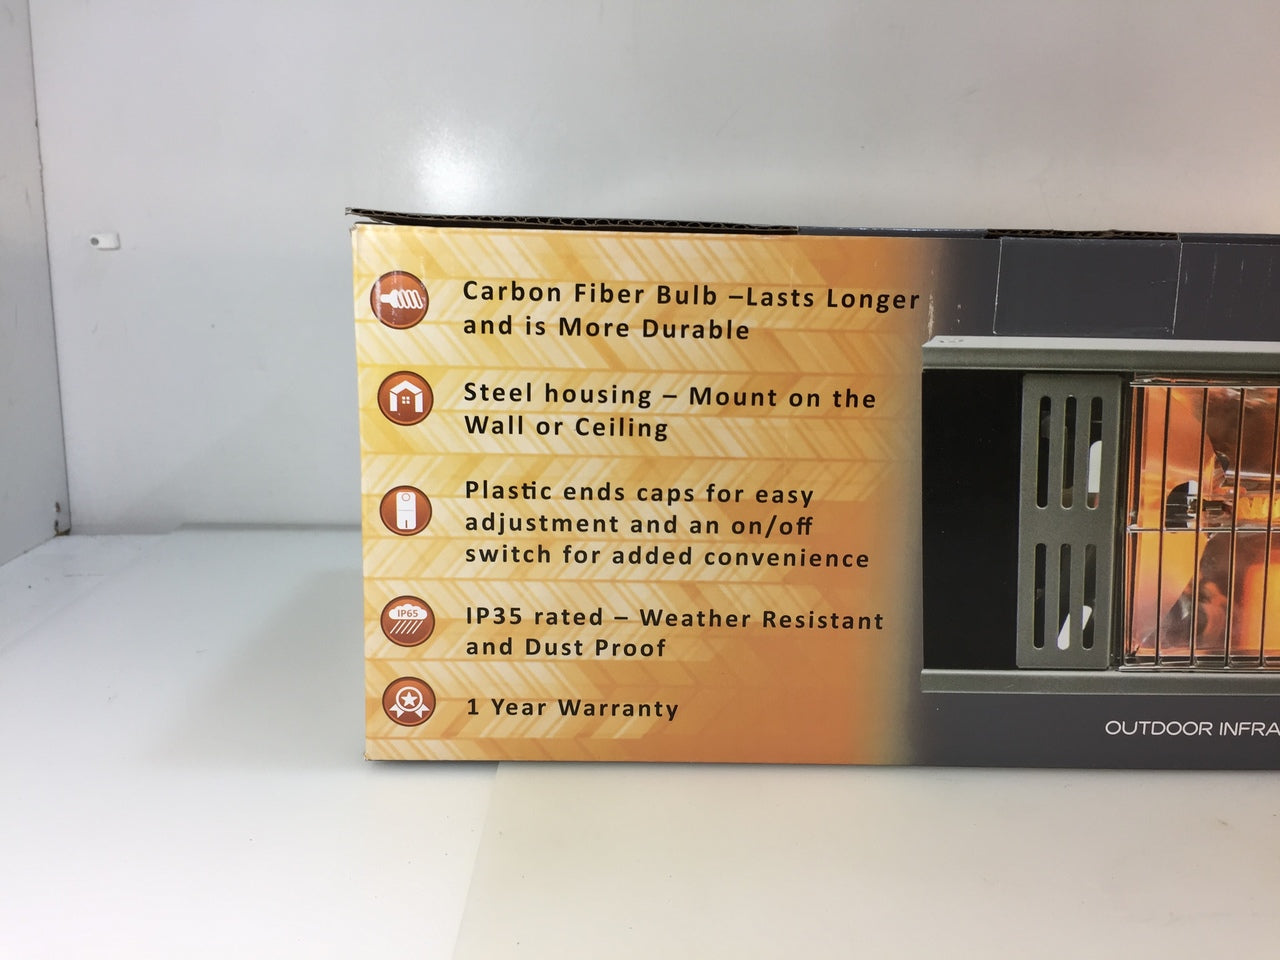 Carbon Fiber Bulb –Lasts Longer
and is More Durable
Steel housing – Mount on the
Wall or Ceiling
Plastic ends caps for easy
adjustment and an on/off
switch for added convenience
IP65
IP35 rated – Weather Resistant
and Dust Proof
1 Year Warranty
OUTDOOR INFRA